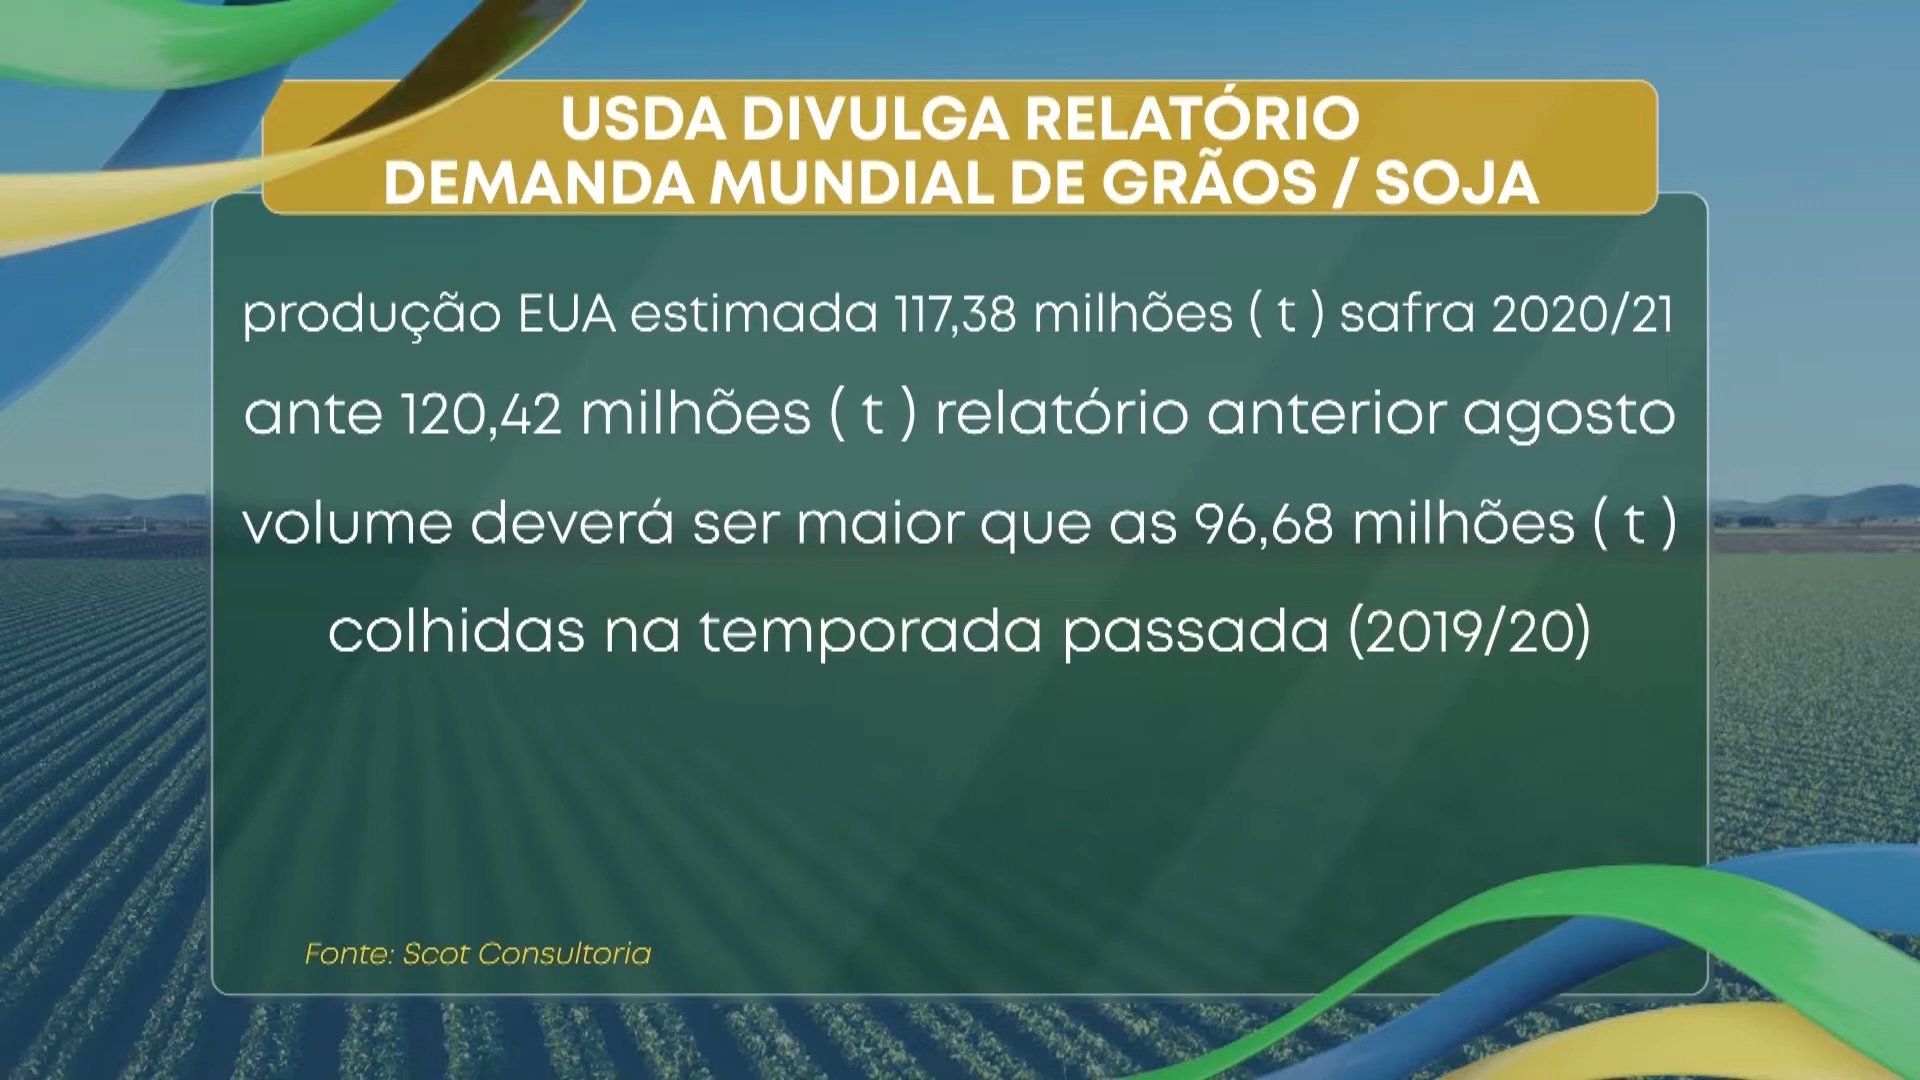 USDA DIVULGA RELATÓRIO
DEMANDA MUNDIAL DE GRÃOS / SOJA
produção EUA estimada 117,38 milhões ( t ) safra 2020/21
ante 120,42 milhões ( t ) relatório anterior agosto
volume deverá ser maior que as 96,68 milhões ( t )
colhidas na temporada passada (2019/20)
Fonte: Scot Consultoria